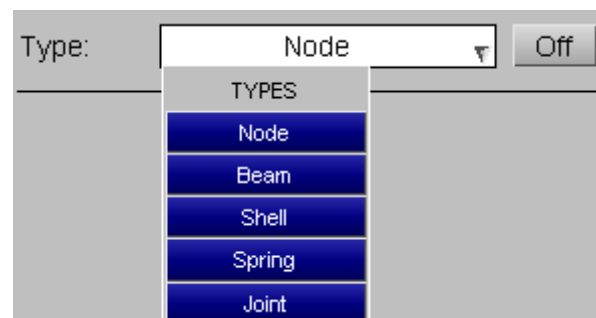 Type: Node Off
TYPES
Node
Beam
Shell
Spring
Joint